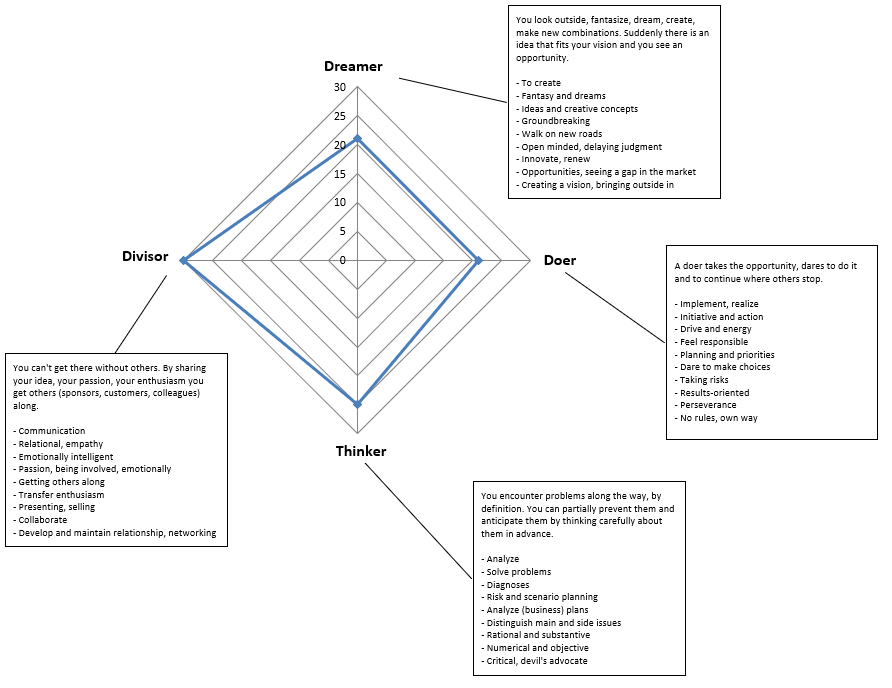 You look outside, fantasize, dream, create,
make new combinations. Suddenly there is an
idea that fits your vision and you see an
opportunity.
- To create
- Fantasy and dreams
- Ideas and creative concepts
- Groundbreaking
- Walk on new roads
- Open minded, delaying judgment
- Innovate, renew
- Opportunities, seeing a gap in the market
- Creating a vision, bringing outside in
Dreamer
30
25
20
15
10
5
0
Divisor
Doer
A doer takes the opportunity, dares to do it
and to continue where others stop.
- Implement, realize
- Initiative and action
- Drive and energy
- Feel responsible
- Planning and priorities
- Dare to make choices
- Taking risks
- Results-oriented
- Perseverance
- No rules, own way
You can't get there without others. By sharing
your idea, your passion, your enthusiasm you
get others (sponsors, customers, colleagues)
along.
- Communication
- Relational, empathy
- Emotionally intelligent
- Passion, being involved, emotionally
- Getting others along
- Transfer enthusiasm
- Presenting, selling
- Collaborate
- Develop and maintain relationship, networking
Thinker
You encounter problems along the way, by
definition. You can partially prevent them and
anticipate them by thinking carefully about
them in advance.
- Analyze
- Solve problems
- Diagnoses
- Risk and scenario planning
- Analyze (business) plans
- Distinguish main and side issues
- Rational and substantive
- Numerical and objective
- Critical, devil's advocate